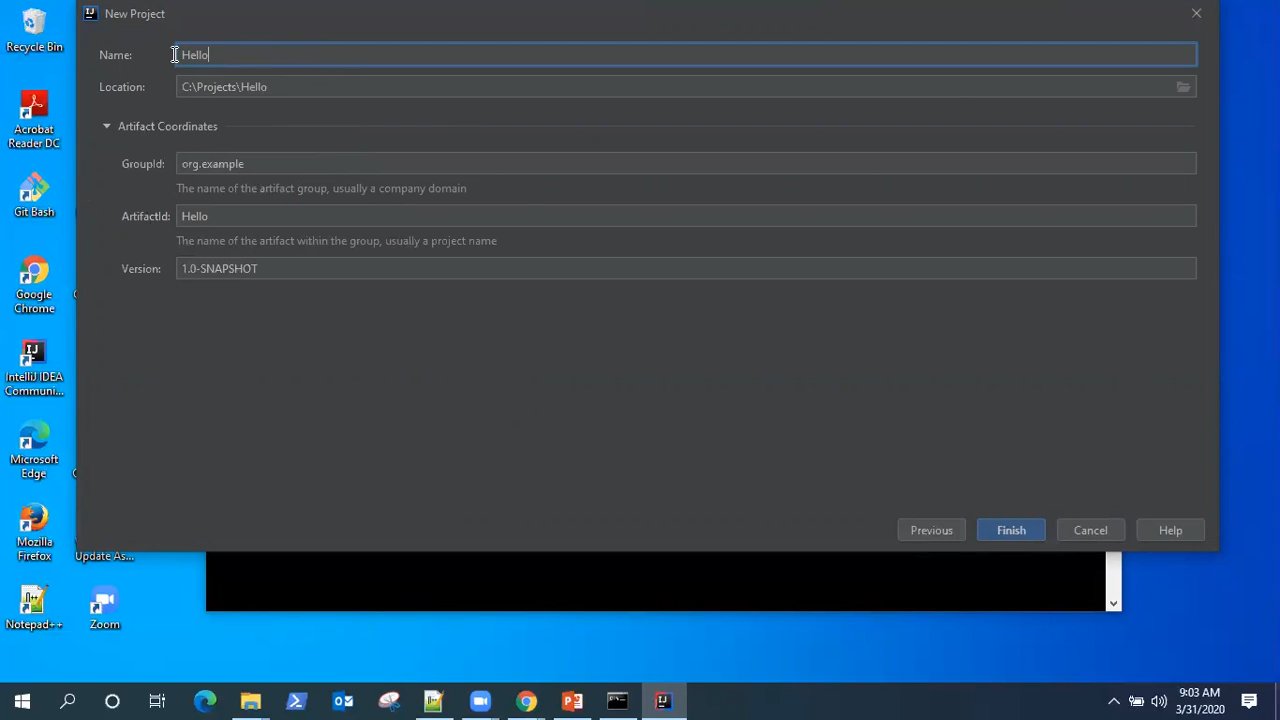 New Project
Recycle Bin
Name: Hello
Location: C:\Projects\Hello
Artifact Coordinates
Acrobat
Reader DC
GroupId: org.example
The name of the artifact group, usually a company domain
Git Bash
ArtifactId: Hello
The name of the artifact within the group, usually a project name
Version: 1.0-SNAPSHOT
Google
Chrome
IntelliJ IDEA
Communi...
Microsoft
Edge
Previous
Finish
Cancel
Help
Mozilla
Firefox
Update As...
Notepad++
Zoom
9:03 AM
3/31/2020